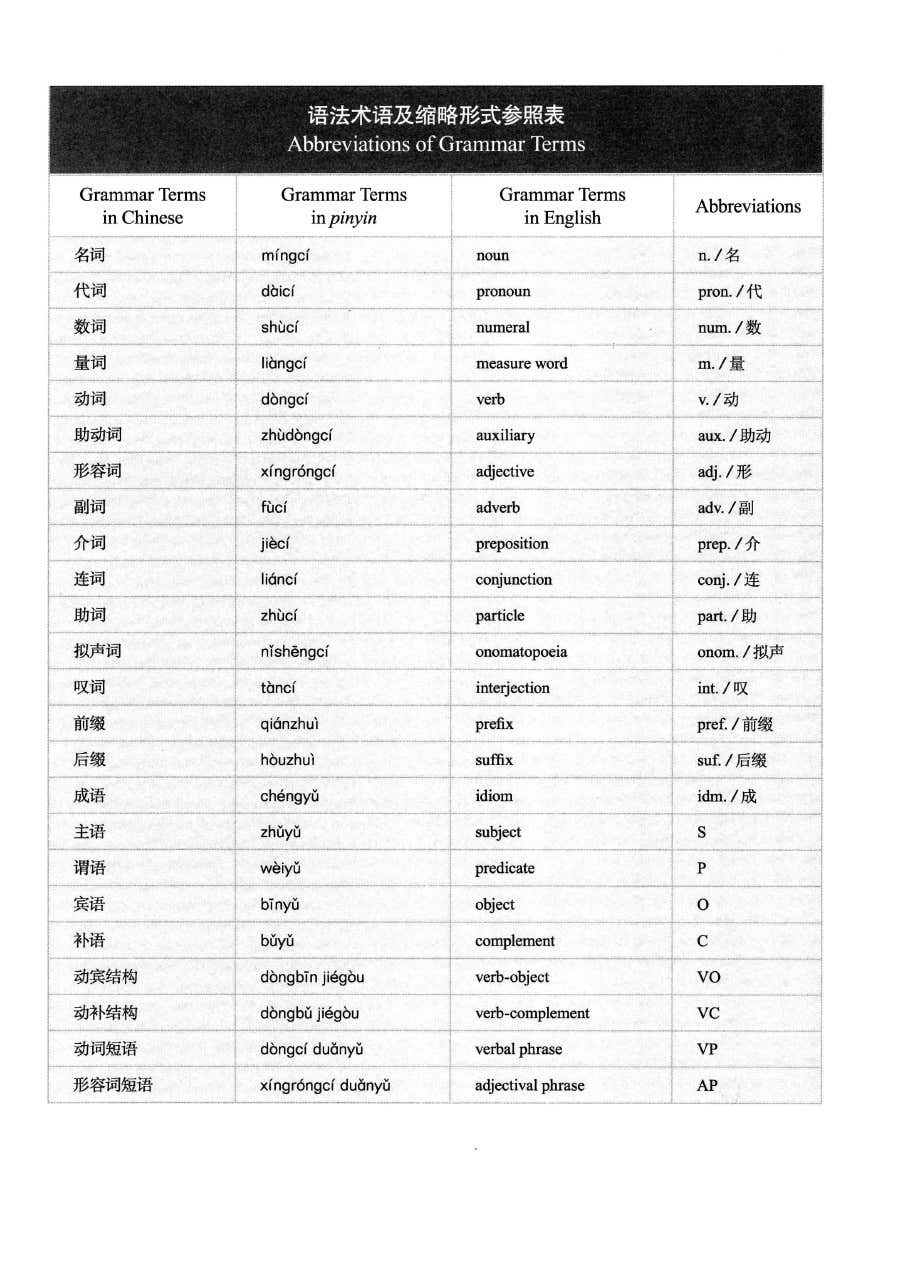 语法术语及缩略形式参照表
Abbreviations of Grammar Terms
Grammar Terms in Chinese Grammar Terms in pinyin Grammar Terms in English Abbreviations
名词 míngcí noun n. / 名
代词 dàicí pronoun pron. / 代
数词 shùcí numeral num. / 数
量词 liàngcí measure word m. / 量
动词 dòngcí verb v. / 动
助动词 zhùdòngcí auxiliary aux. / 助动
形容词 xíngróngcí adjective adj. / 形
副词 fùcí adverb adv. / 副
介词 jiècí preposition prep. / 介
连词 liáncí conjunction conj. / 连
助词 zhùcí particle part. / 助
拟声词 nǐshēngcí onomatopoeia onom. / 拟声
叹词 tàncí interjection int. / 叹
前缀 qiánzhuì prefix pref. / 前缀
后缀 hòuzhuì suffix suf. / 后缀
成语 chéngyǔ idiom idm. / 成
主语 zhǔyǔ subject S
谓语 wèiyǔ predicate P
宾语 bīnyǔ object O
补语 bǔyǔ complement C
动宾结构 dòngbīn jiégòu verb-object VO
动补结构 dòngbǔ jiégòu verb-complement VC
动词短语 dòngcí duǎnyǔ verbal phrase VP
形容词短语 xíngróngcí duǎnyǔ adjectival phrase AP